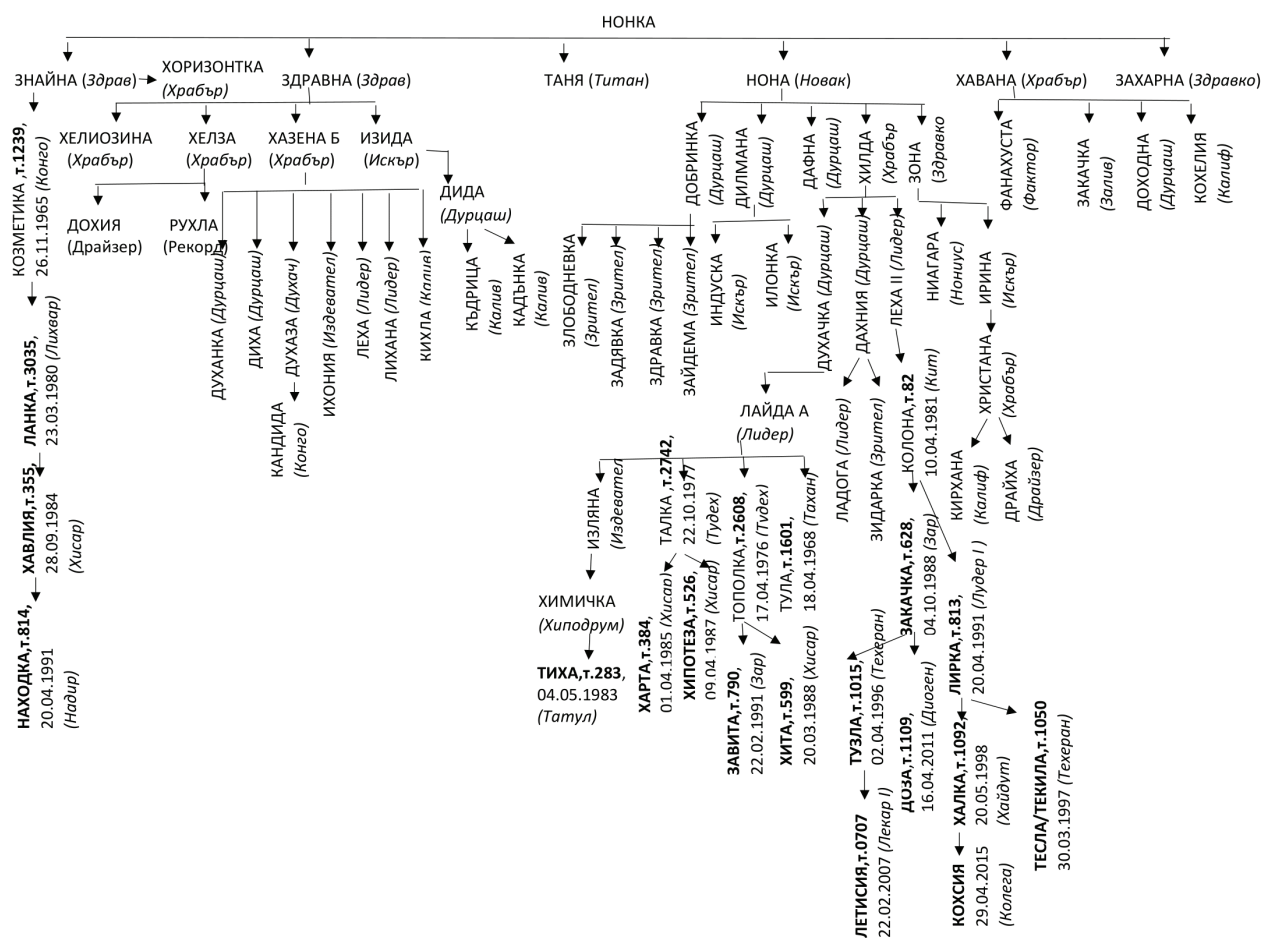 НОНКА
ЗНАЙНА (Здрав)
ХОРИЗОНТКА
(Храбър)
ЗДРАВНА (Здрав)
ТАНЯ (Титан)
НОНА (Новак)
ХАВАНА (Храбър)
ЗАХАРНА (Здравко)
КОЗМЕТИКА ,т.1239,
26.11.1965 (Конго)
ХЕЛИОЗИНА
(Храбър)
ХЕЛЗА
(Храбър)
ХАЗЕНА Б
(Храбър)
ИЗИДА
(Искър)
ДОБРИНКА
(Дурцаш)
ДИЛМАНА
(Дурцаш)
ДАФНА
(Дурцаш)
ХИЛДА
(Храбър
ЗОНА
(Здравко
ФАНАХУСТА
(Фактор)
ЗАКАЧКА
(Залив)
ДОХОДНА
(Дурцаш)
КОХЕЛИЯ
(Калиф)
ДОХИЯ
(Драйзер)
РУХЛА
(Рекорд)
ДИДА
(Дурцаш)
ДУХАНКА (Дурцаш)
ДИХА (Дурцаш)
ДУХАЗА (Духач)
ИХОНИЯ (Издевател)
ЛЕХА (Лидер)
ЛИХАНА (Лидер)
КИХЛА (Калив)
КЪДРИЦА
(Калив)
КАДЪНКА
(Калив)
ЗЛОБОДНЕВКА
(Зрител)
ЗАДЯВКА (Зрител)
ЗДРАВКА (Зрител)
ЗАЙДЕМА (Зрител)
ИНДУСКА
(Искър)
ИЛОНКА
(Искър)
ДУХАЧКА (Дурцаш)
ДАХНИЯ (Дурцаш)
ЛЕХА II (Лидер)
НИАГАРА
(Нониус)
ИРИНА
(Искър)
ЛАНКА,т.3035,
23.03.1980 (Лихвар)
КАНДИДА
(Конго)
ЛАЙДА А
(Лидер)
ЛАДОГА (Лидер)
ЗИДАРКА (Зрител)
КОЛОНА,т.82
10.04.1981 (Кит)
ХРИСТАНА
(Храбър)
КИРХАНА
(Калиф)
ДРАЙХА
(Драйзер)
ХАВЛИЯ,т.355,
28.09.1984
(Хисар)
ИЗЛЯНА
(Издевател
ТАЛКА ,т.2742,
22.10.1977
(Тудех)
ТОПОЛКА,т.2608,
17.04.1976 (Тудех)
ТУЛА,т.1601,
18.04.1968 (Тахан)
ЗАКАЧКА,т.628,
04.10.1988 (Зар)
ЛИРКА,т.813,
20.04.1991 (Лудер I )
НАХОДКА,т.814,
20.04.1991
(Надир)
ХИМИЧКА
(Хиподрум)
ТИХА,т.283,
04.05.1983
(Татул)
ХАРТА,т.384,
01.04.1985 (Хисар)
ХИПОТЕЗА,т.526,
09.04.1987 (Хисар)
ЗАВИТА,т.790,
22.02.1991 (Зар)
ХИТА,т.599,
20.03.1988 (Хисар)
ТУЗЛА,т.1015,
02.04.1996 (Техеран)
ДОЗА,т.1109,
16.04.2011 (Диоген)
ХАЛКА,т.1092,
20.05.1998
(Хайдут)
ТЕСЛА/ТЕКИЛА,т.1050
30.03.1997 (Техеран)
ЛЕТИСИЯ,т.0707
22.02.2007 (Лекар I)
КОХСИЯ
29.04.2015
(Колега)